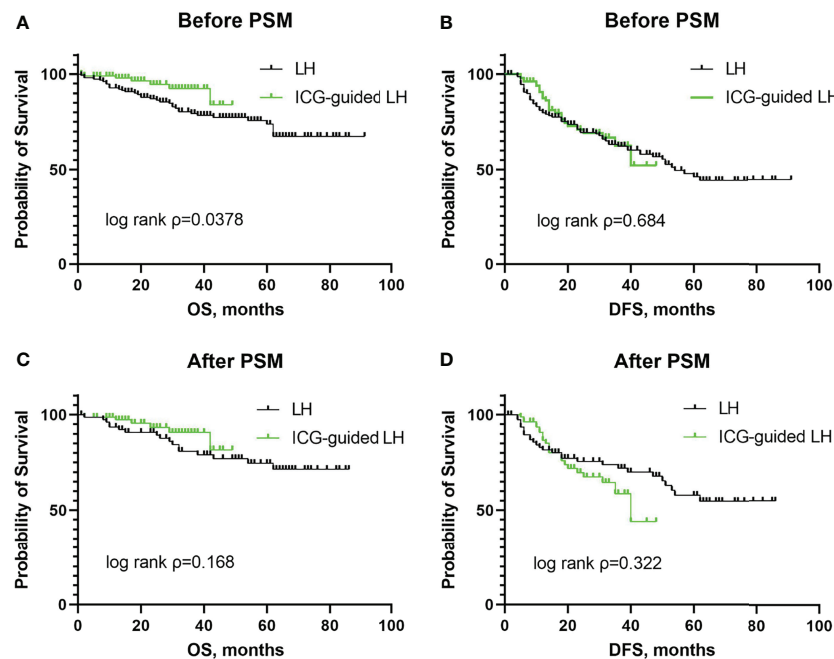 A
Before PSM
Probability of Survival
100
50
0
LH
ICG-guided LH
log rank ρ=0.0378
0 20 40 60 80 100
OS, months
B
Before PSM
Probability of Survival
100
50
0
LH
ICG-guided LH
log rank ρ=0.684
0 20 40 60 80 100
DFS, months
C
After PSM
Probability of Survival
100
50
0
LH
ICG-guided LH
log rank ρ=0.168
0 20 40 60 80 100
OS, months
D
After PSM
Probability of Survival
100
50
0
LH
ICG-guided LH
log rank ρ=0.322
0 20 40 60 80 100
DFS, months